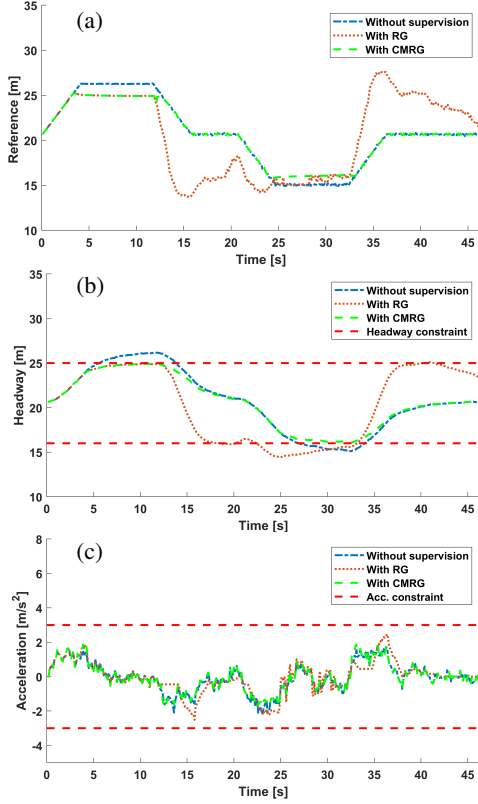 (a)
Without supervision
With RG
With CMRG
Reference [m]
35
30
25
20
15
10
0 5 10 15 20 25 30 35 40 45
Time [s]
(b)
Without supervision
With RG
With CMRG
Headway constraint
Headway [m]
35
30
25
20
15
10
0 5 10 15 20 25 30 35 40 45
Time [s]
(c)
Without supervision
With RG
With CMRG
Acc. constraint
Acceleration [m/s²]
8
6
4
2
0
-2
-4
0 5 10 15 20 25 30 35 40 45
Time [s]